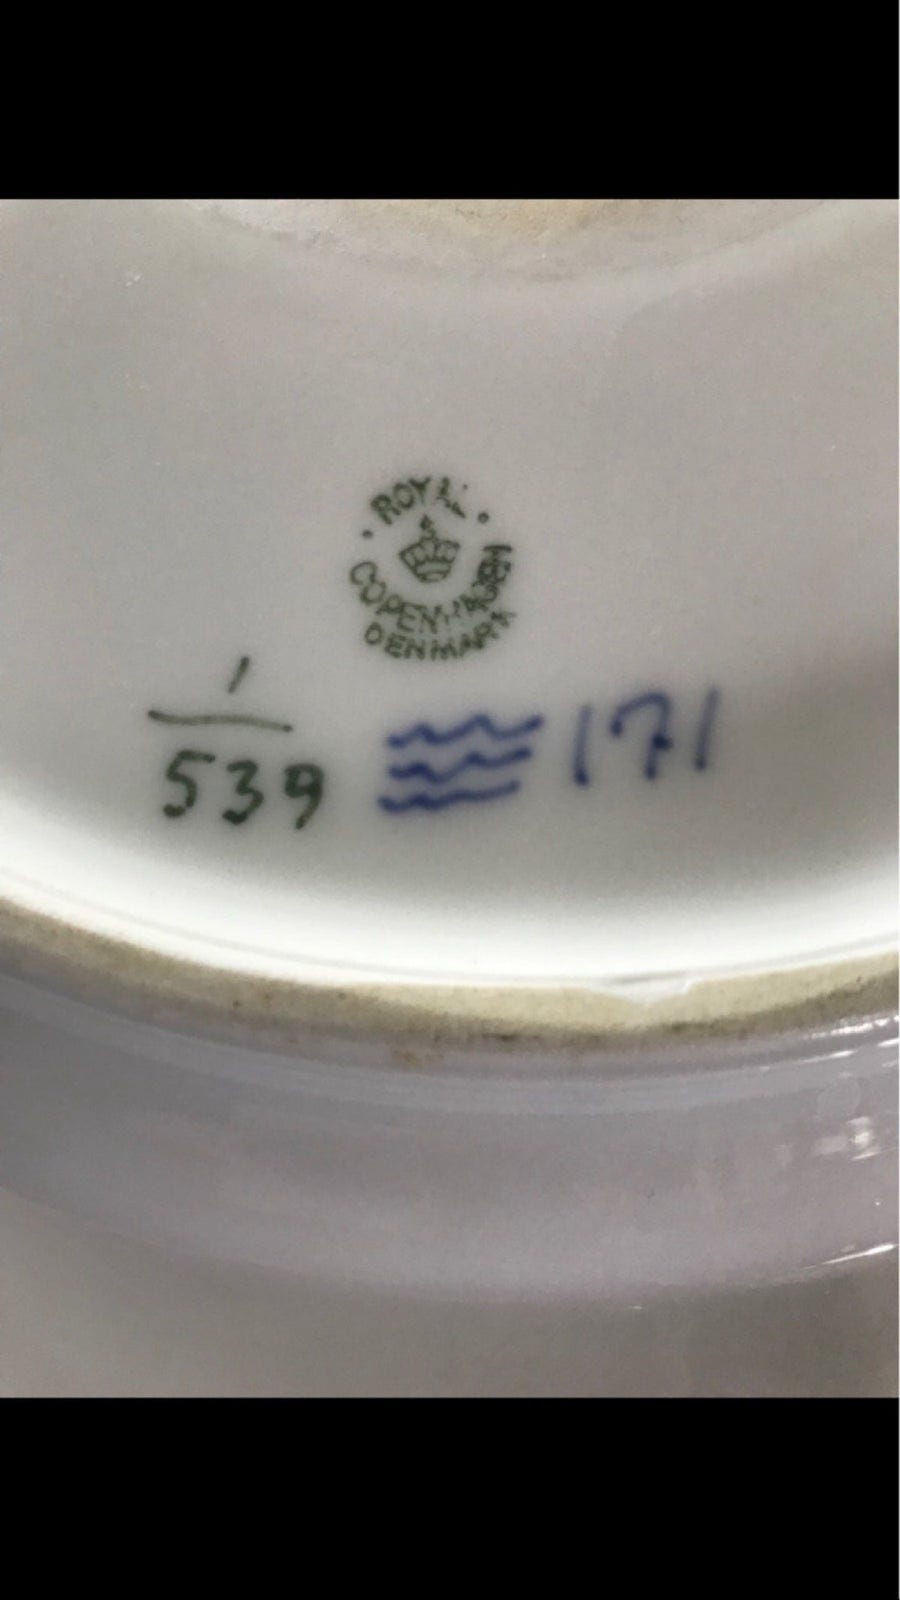 ROYAL
COPENHAGEN
DENMARK
1
539
171